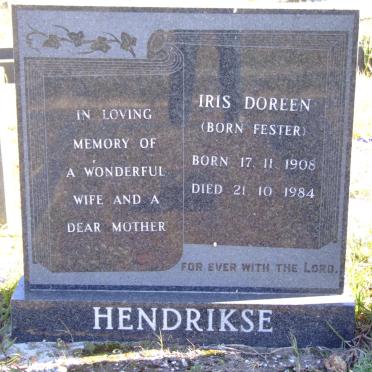 IN LOVING
MEMORY OF
A WONDERFUL
WIFE AND A
DEAR MOTHER
IRIS DOREEN
(BORN FESTER)
BORN 17. 11. 1908
DIED 21. 10. 1984
FOR EVER WITH THE LORD.
HENDRIKSE